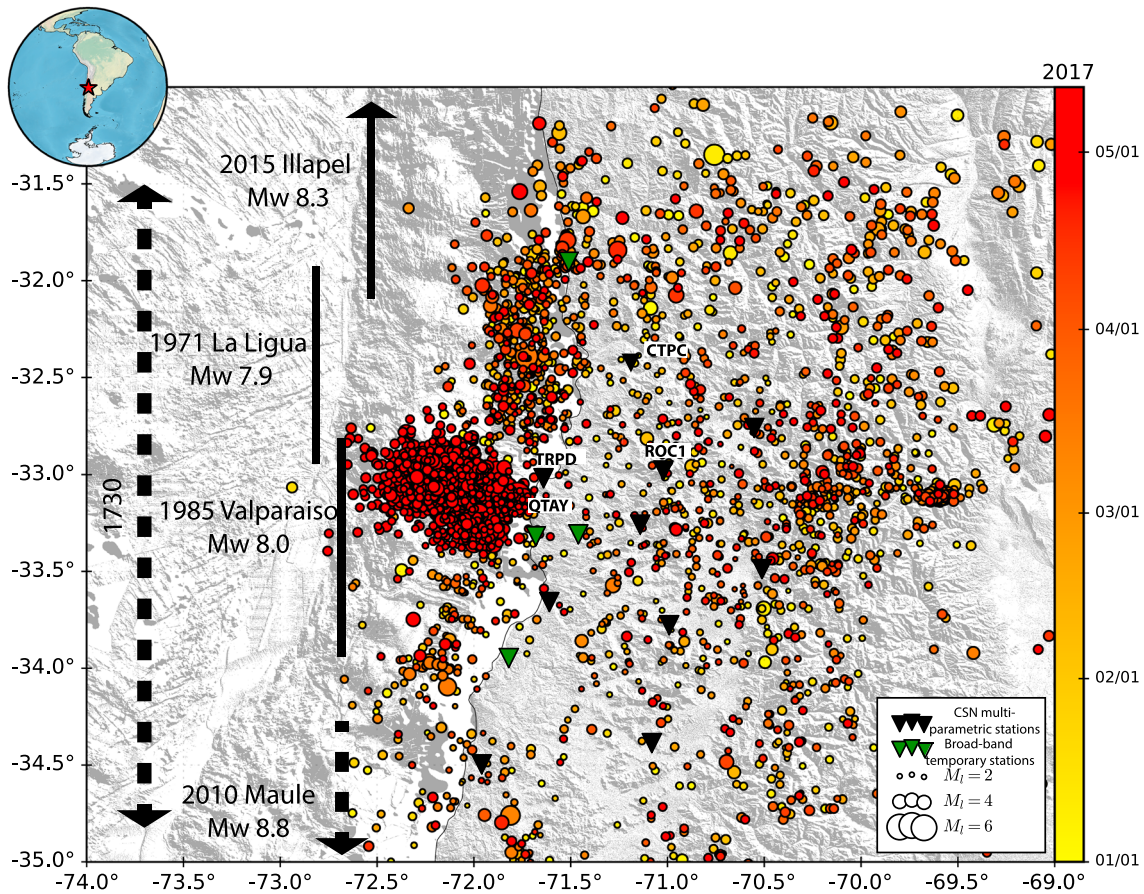 2017
05/01
04/01
03/01
02/01
01/01
-31.5°
-32.0°
-32.5°
-33.0°
-33.5°
-34.0°
-34.5°
-35.0°
2015 Illapel
Mw 8.3
1971 La Ligua
Mw 7.9
1730
1985 Valparaiso
Mw 8.0
2010 Maule
Mw 8.8
CTPC
ROC1
TRPD
QTAY
CSN multi-
parametric stations
Broad-band
temporary stations
M_l = 2
M_l = 4
M_l = 6
-74.0 -73.5 -73.0 -72.5 -72.0 -71.5 -71.0 -70.5 -70.0 -69.5 -69.0